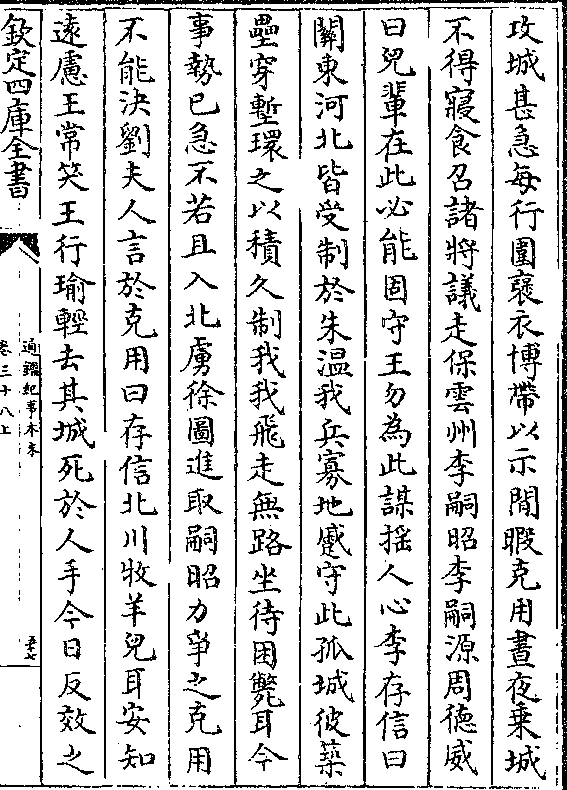 攻城甚急每行圍褒衣博帶以示閒暇克用晝夜乗城
不得寢食召諸將議走保雲州李嗣昭李嗣源周德威
曰兒輩在此必能固守王勿為此謀揺人心李存信曰
關東河北皆受制於朱温我兵寡地蹙守此孤城彼築
壘穿塹環之以積久制我我飛走無路坐待困斃耳今
事勢已急不若且入北虜徐圖進取嗣昭力爭之克用
不能決劉夫人言於克用曰存信北川牧羊兒耳安知
遠慮王常笑王行瑜輕去其城死於人手今日反效之
欽定四庫全書
通鑑紀事本末
卷三十八上
五十七